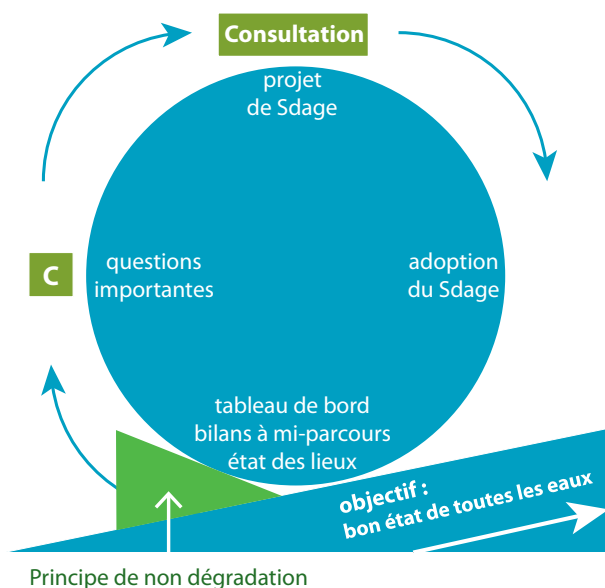 Consultation
projet
de Sdage
C
questions
importantes
adoption
du Sdage
tableau de bord
bilans à mi-parcours
état des lieux
objectif :
bon état de toutes les eaux
Principe de non dégradation